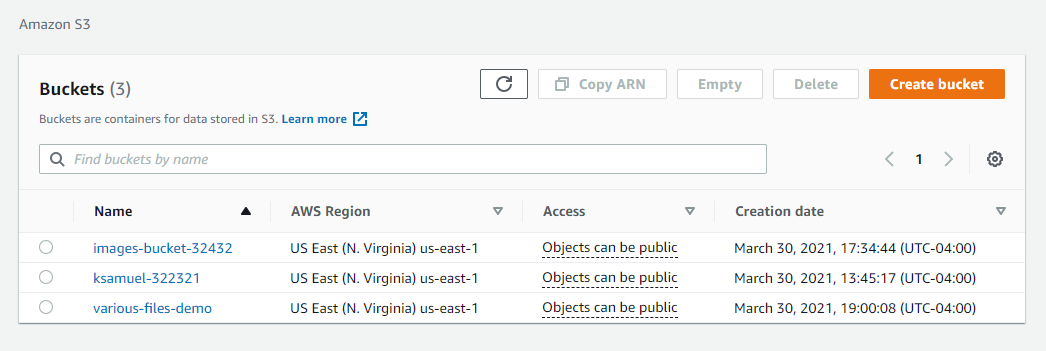 Amazon S3
Buckets (3)
Copy ARN
Empty
Delete
Create bucket
Buckets are containers for data stored in S3. Learn more
Find buckets by name
1
Name AWS Region Access Creation date
images-bucket-32432 US East (N. Virginia) us-east-1 Objects can be public March 30, 2021, 17:34:44 (UTC-04:00)
ksamuel-322321 US East (N. Virginia) us-east-1 Objects can be public March 30, 2021, 13:45:17 (UTC-04:00)
various-files-demo US East (N. Virginia) us-east-1 Objects can be public March 30, 2021, 19:00:08 (UTC-04:00)